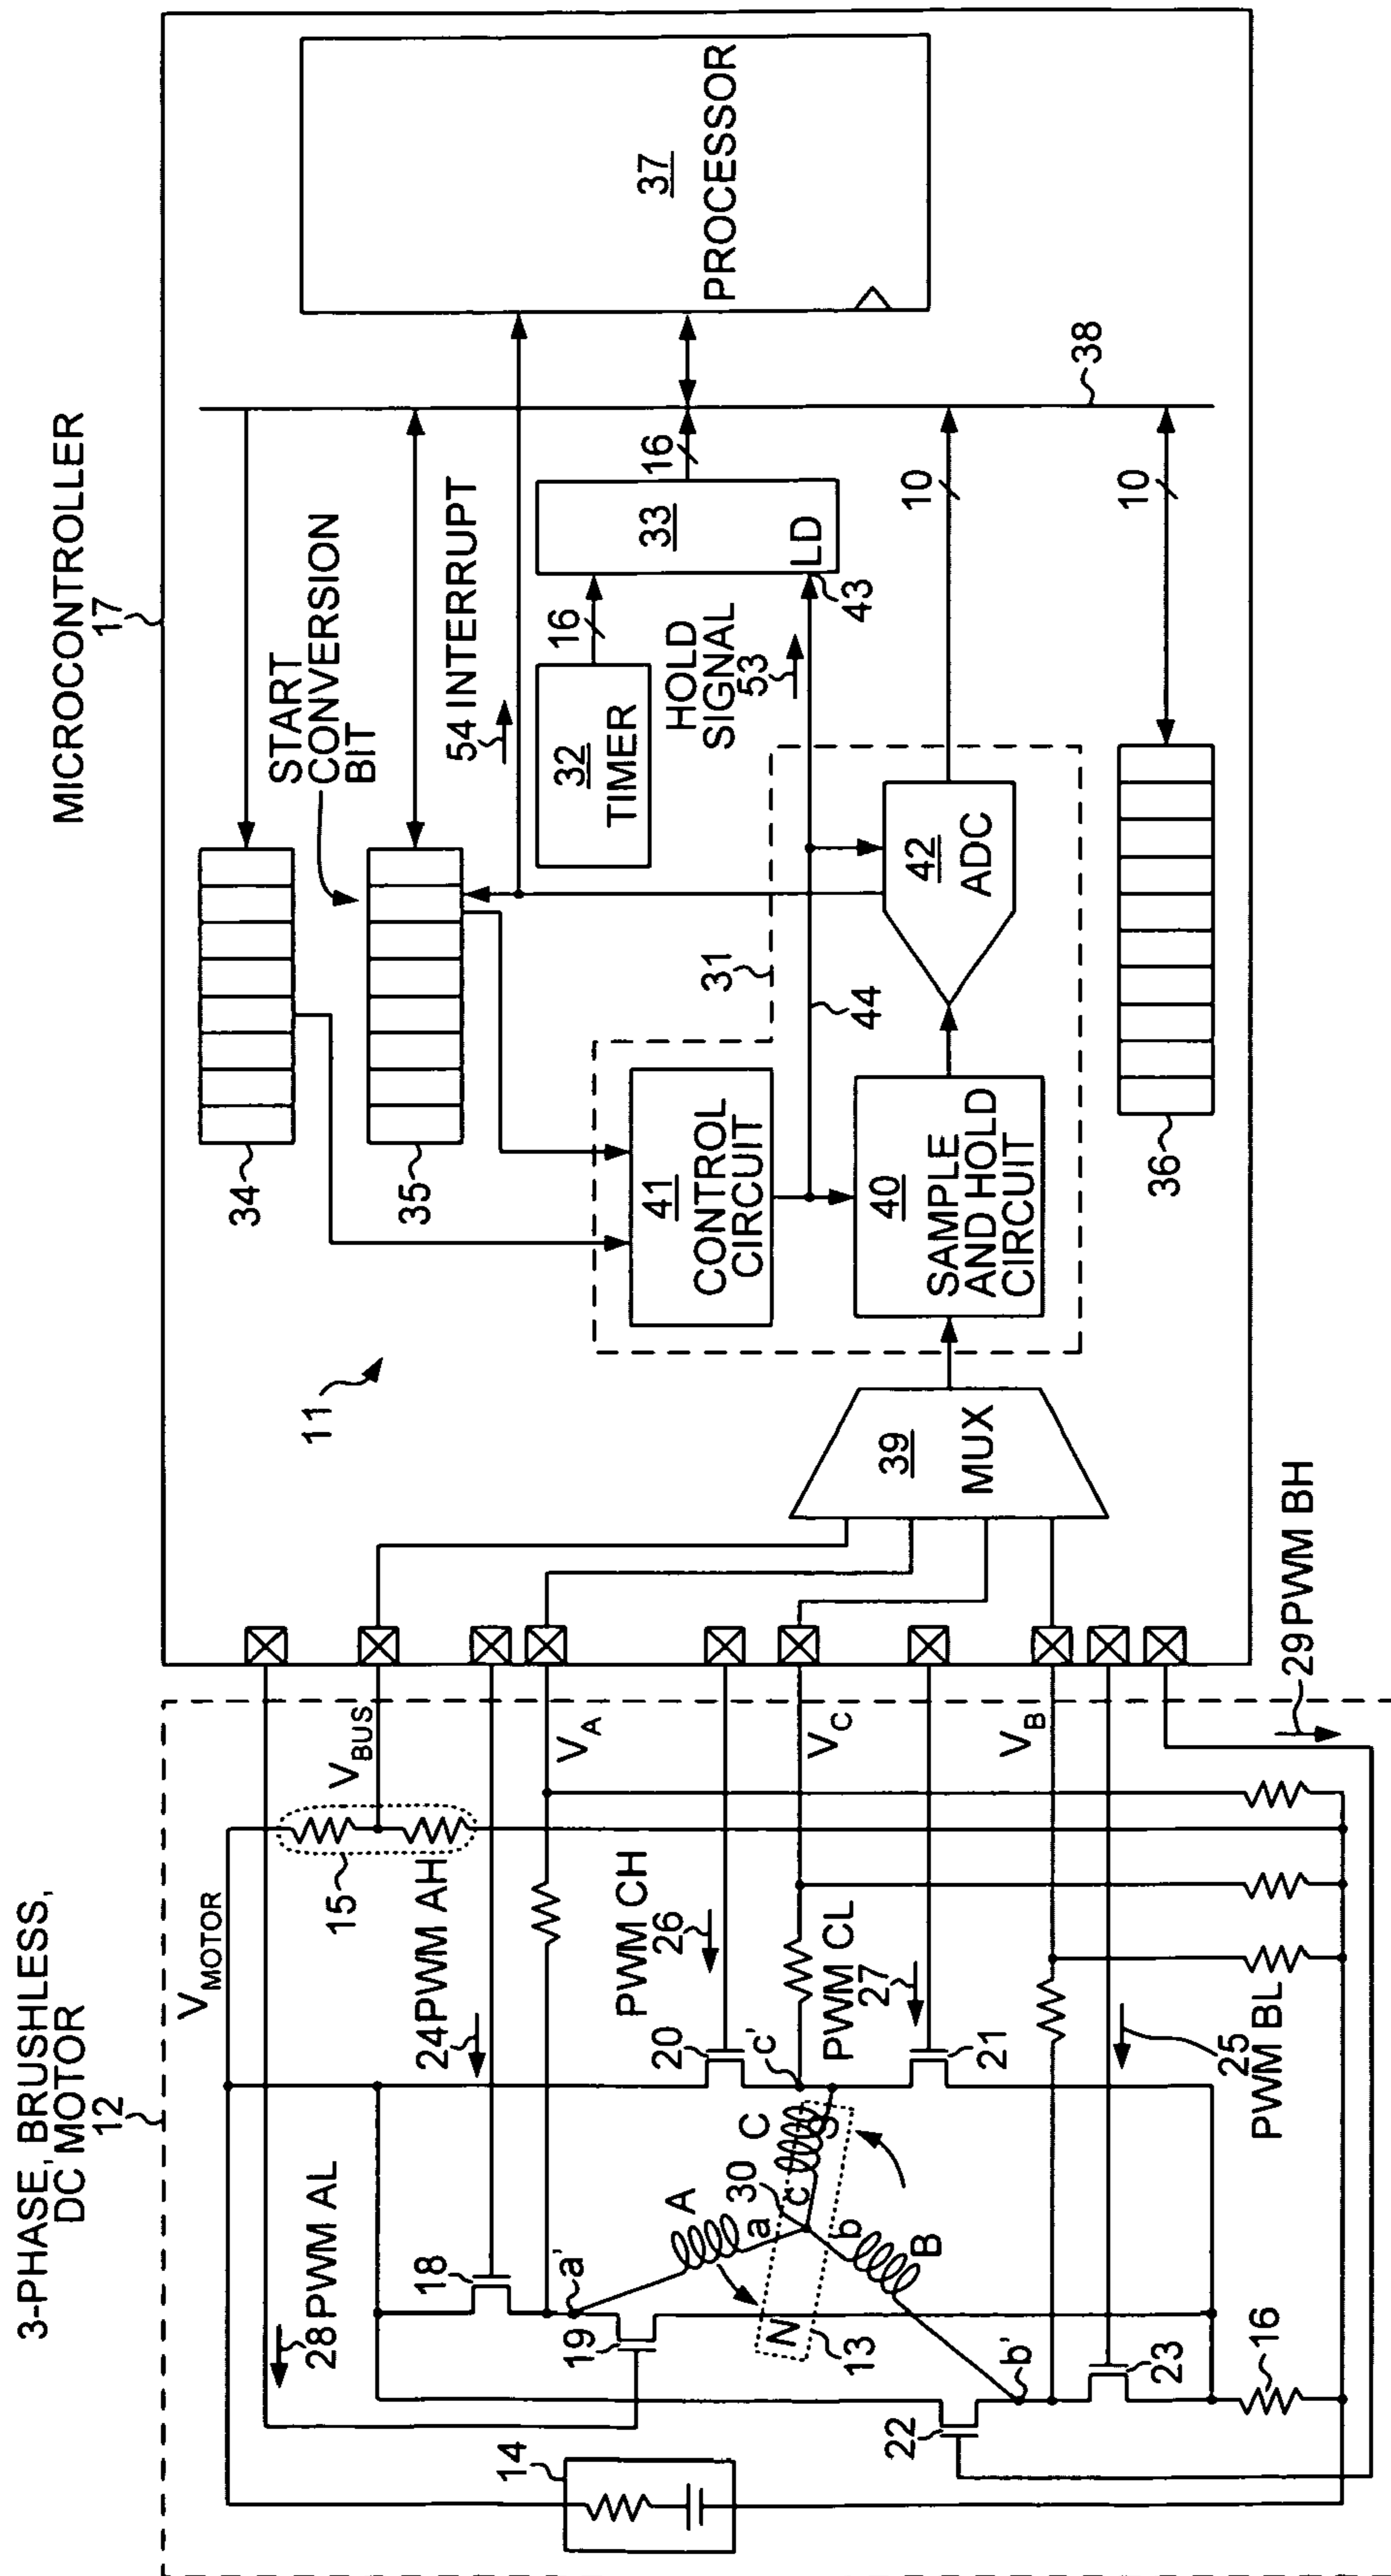 3-PHASE, BRUSHLESS,
DC MOTOR
12
MICROCONTROLLER
17
28 PWM AL
V_MOTOR
15
V_BUS
24 PWM AH
V_A
PWM CH
26
V_C
PWM CL
27
V_B
25
PWM BL
29 PWM BH
14
18
19
a'
A
a
30
20
c'
C
c
S
21
N
13
b
B
b'
22
23
16
11
34
35
START
CONVERSION
BIT
54 INTERRUPT
32
TIMER
16
33
LD
16
HOLD
SIGNAL
53
43
37
PROCESSOR
38
31
41
CONTROL
CIRCUIT
44
40
SAMPLE
AND HOLD
CIRCUIT
42
ADC
10
39
MUX
36
10